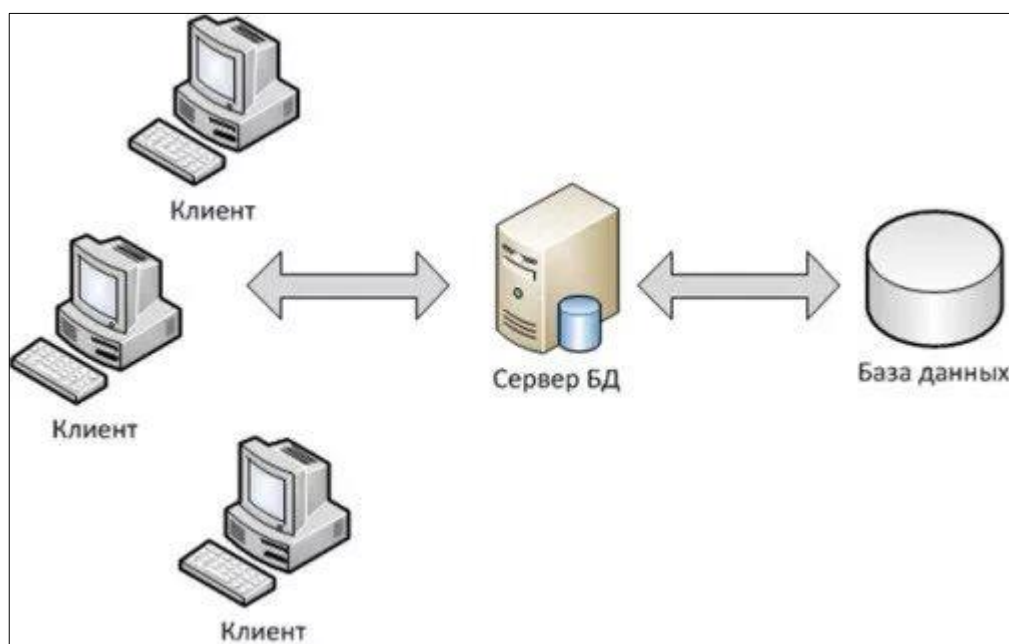 Клиент
Клиент
Сервер БД
База данных
Клиент